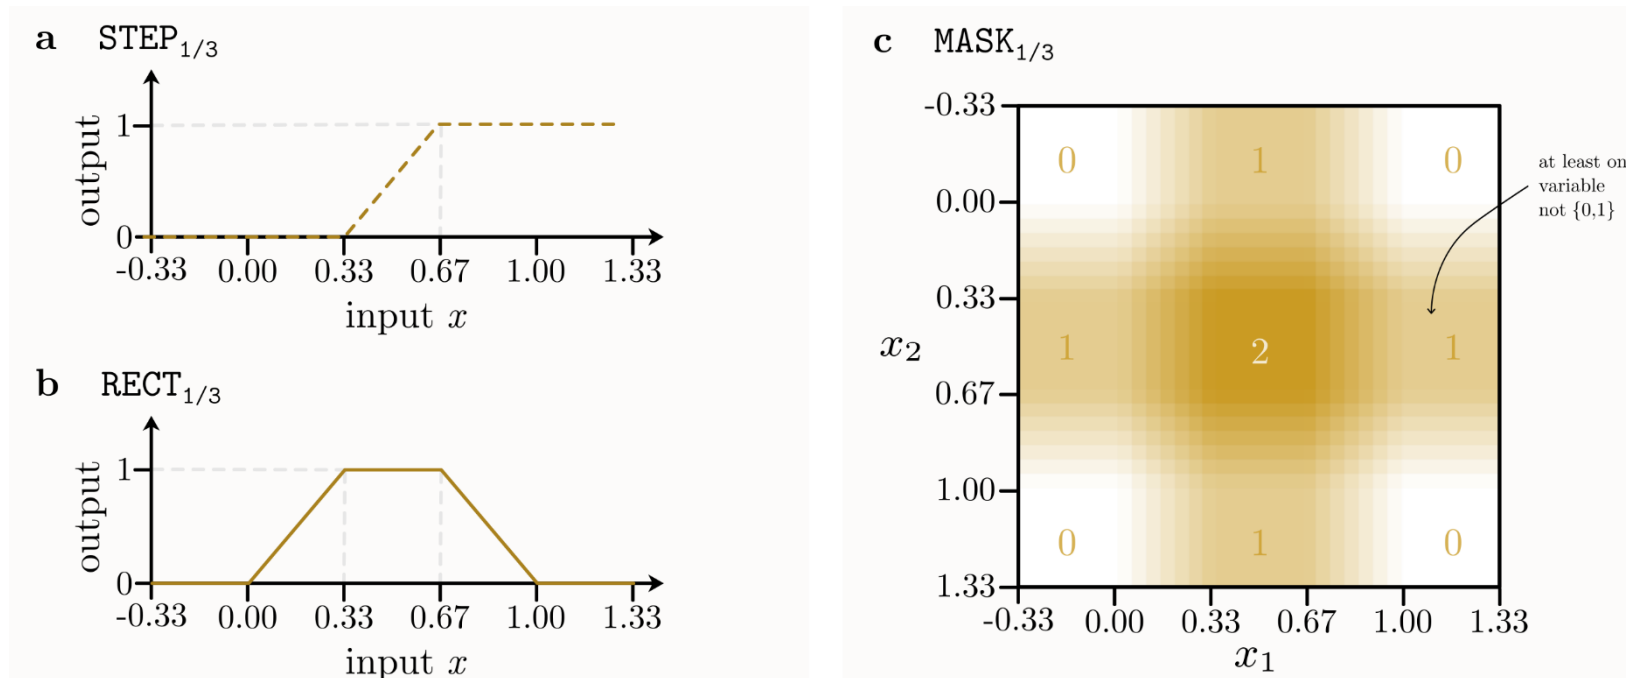 a STEP1/3
output
1
0
-0.33 0.00 0.33 0.67 1.00 1.33
input x
b RECT1/3
output
1
0
-0.33 0.00 0.33 0.67 1.00 1.33
input x
c MASK1/3
-0.33
0.00
0.33
x2
0.67
1.00
1.33
0 1 0
1 2 1
0 1 0
at least on
variable
not {0,1}
-0.33 0.00 0.33 0.67 1.00 1.33
x1